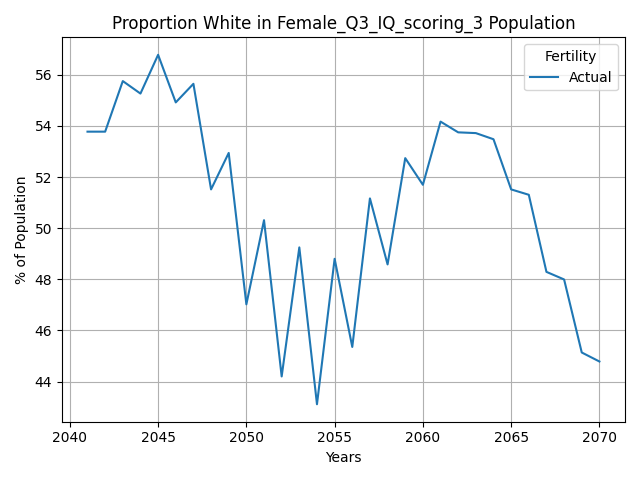 Proportion White in Female_Q3_IQ_scoring_3 Population
Fertility
Actual
% of Population
56
54
52
50
48
46
44
2040 2045 2050 2055 2060 2065 2070
Years